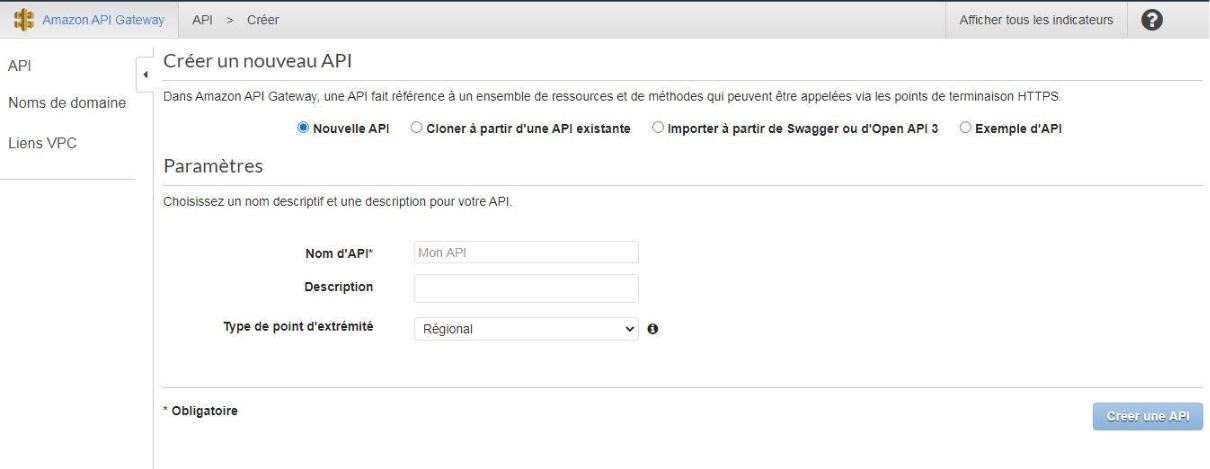 Amazon API Gateway API > Créer Afficher tous les indicateurs ?
API
Noms de domaine
Liens VPC
Créer un nouveau API
Dans Amazon API Gateway, une API fait référence à un ensemble de ressources et de méthodes qui peuvent être appelées via les points de terminaison HTTPS.
Nouvelle API Cloner à partir d'une API existante Importer à partir de Swagger ou d'Open API 3 Exemple d'API
Paramètres
Choisissez un nom descriptif et une description pour votre API.
Nom d'API* Mon API
Description
Type de point d'extrémité Régional
* Obligatoire
Créer une API